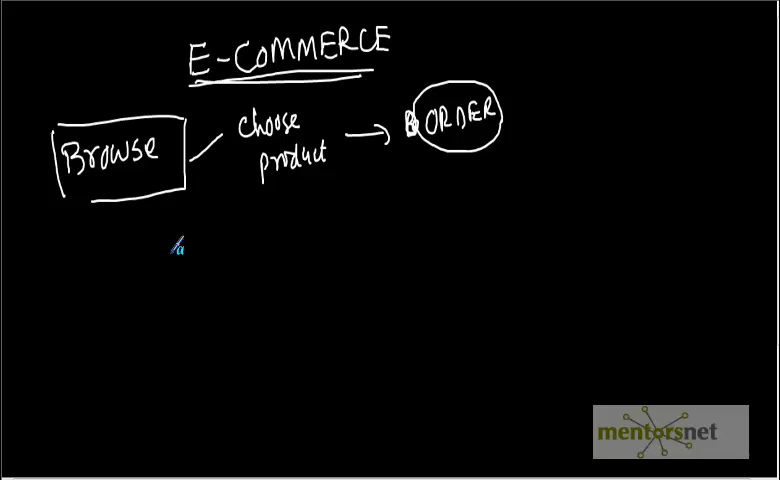 E-COMMERCE
Browse
choose
product
ORDER
a
mentorsnet